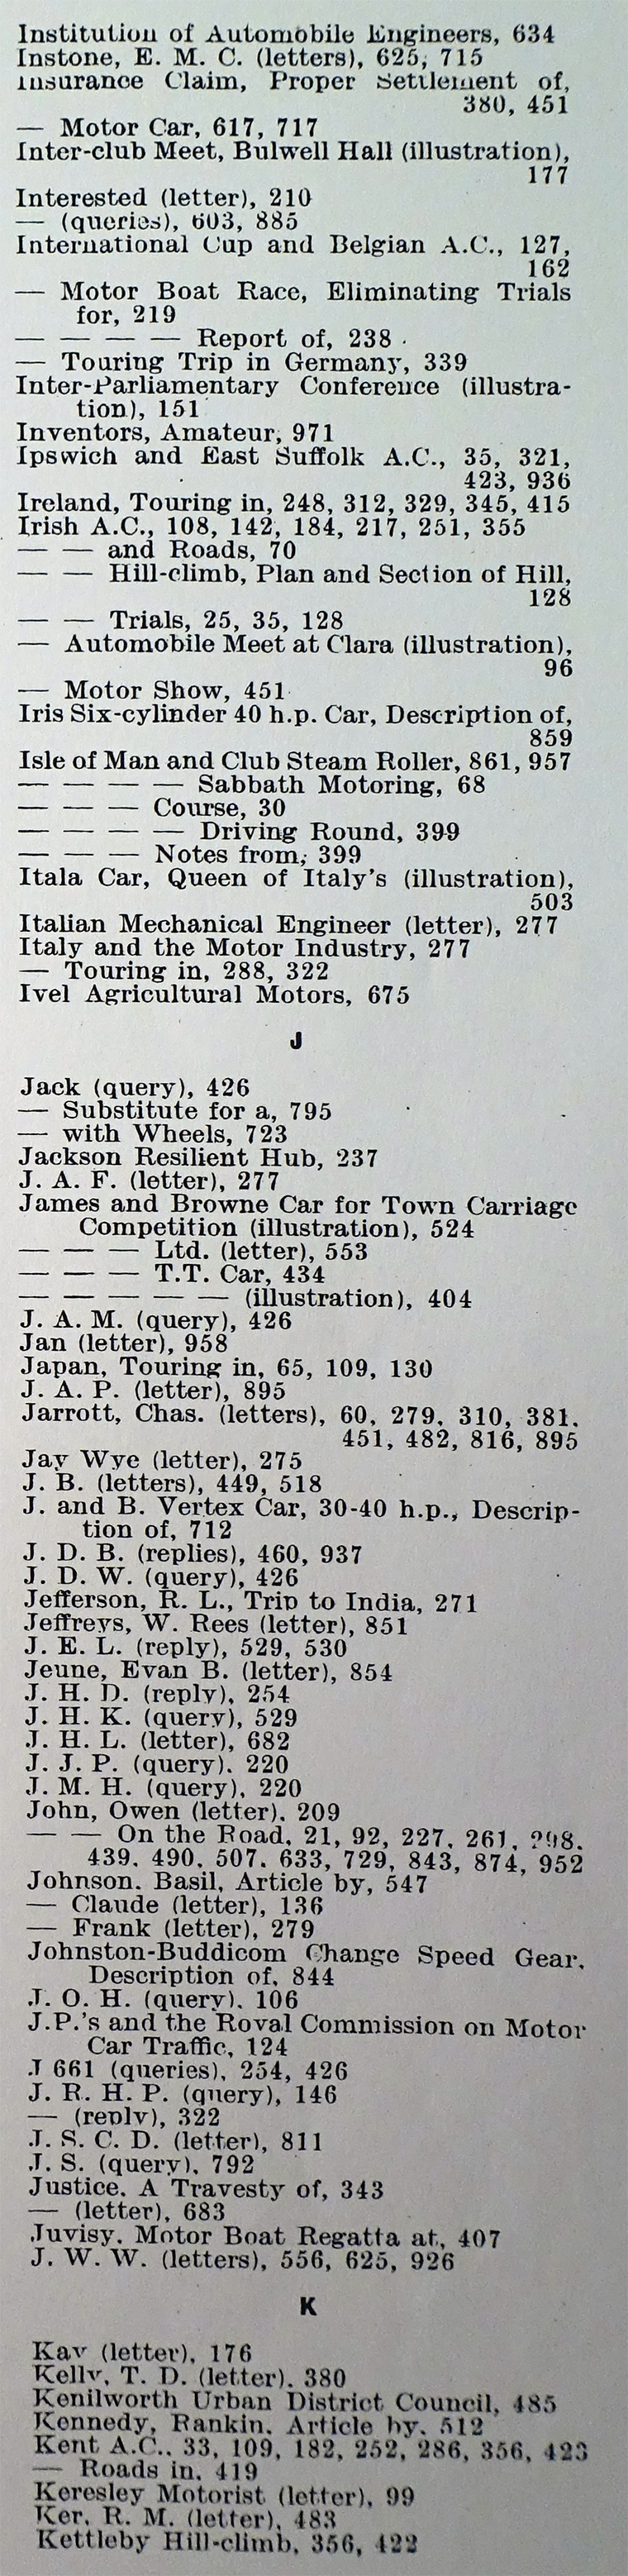 Institution of Automobile Engineers, 634
Instone, E. M. C. (letters), 625, 715
Insurance Claim, Proper Settlement of,
380, 451
— Motor Car, 617, 717
Inter-club Meet, Bulwell Hall (illustration),
177
Interested (letter), 210
— (queries), 603, 885
International Cup and Belgian A.C., 127,
162
— Motor Boat Race, Eliminating Trials
for, 219
— — — — Report of, 238
— Touring Trip in Germany, 339
Inter-Parliamentary Conference (illustra-
tion), 151
Inventors, Amateur, 971
Ipswich and East Suffolk A.C., 35, 321,
423, 936
Ireland, Touring in, 248, 312, 329, 345, 415
Irish A.C., 108, 142, 184, 217, 251, 355
— — and Roads, 70
— — Hill-climb, Plan and Section of Hill,
128
— — Trials, 25, 35, 128
— Automobile Meet at Clara (illustration),
96
— Motor Show, 451
Iris Six-cylinder 40 h.p. Car, Description of,
859
Isle of Man and Club Steam Roller, 861, 957
— — — — Sabbath Motoring, 68
— — — Course, 30
— — — — Driving Round, 399
— — — Notes from, 399
Itala Car, Queen of Italy's (illustration),
503
Italian Mechanical Engineer (letter), 277
Italy and the Motor Industry, 277
— Touring in, 288, 322
Ivel Agricultural Motors, 675
J
Jack (query), 426
— Substitute for a, 795
— with Wheels, 723
Jackson Resilient Hub, 237
J. A. F. (letter), 277
James and Browne Car for Town Carriage
Competition (illustration), 524
— — — Ltd. (letter), 553
— — — T.T. Car, 434
— — — — — (illustration), 404
J. A. M. (query), 426
Jan (letter), 958
Japan, Touring in, 65, 109, 130
J. A. P. (letter), 895
Jarrott, Chas. (letters), 60, 279, 310, 381,
451, 482, 816, 895
Jay Wye (letter), 275
J. B. (letters), 449, 518
J. and B. Vertex Car, 30-40 h.p., Descrip-
tion of, 712
J. D. B. (replies), 460, 937
J. D. W. (query), 426
Jefferson, R. L., Trip to India, 271
Jeffreys, W. Rees (letter), 851
J. E. L. (reply), 529, 530
Jeune, Evan B. (letter), 854
J. H. D. (reply), 254
J. H. K. (query), 529
J. H. L. (letter), 682
J. J. P. (query), 220
J. M. H. (query), 220
John, Owen (letter), 209
— — On the Road, 21, 92, 227, 261, 298,
439, 490, 507, 633, 729, 843, 874, 952
Johnson, Basil, Article by, 547
— Claude (letter), 136
— Frank (letter), 279
Johnston-Buddicom Change Speed Gear,
Description of, 844
J. O. H. (query), 106
J.P.'s and the Royal Commission on Motor
Car Traffic, 124
J 661 (queries), 254, 426
J. R. H. P. (query), 146
— (reply), 322
J. S. C. D. (letter), 811
J. S. (query), 792
Justice, A Travesty of, 343
— (letter), 683
Juvisy, Motor Boat Regatta at, 407
J. W. W. (letters), 556, 625, 926
K
Kay (letter), 176
Kelly, T. D. (letter), 380
Kenilworth Urban District Council, 485
Kennedy, Rankin, Article by, 512
Kent A.C., 33, 109, 182, 252, 286, 356, 423
— Roads in, 419
Keresley Motorist (letter), 99
Ker, R. M. (letter), 483
Kettleby Hill-climb, 356, 422